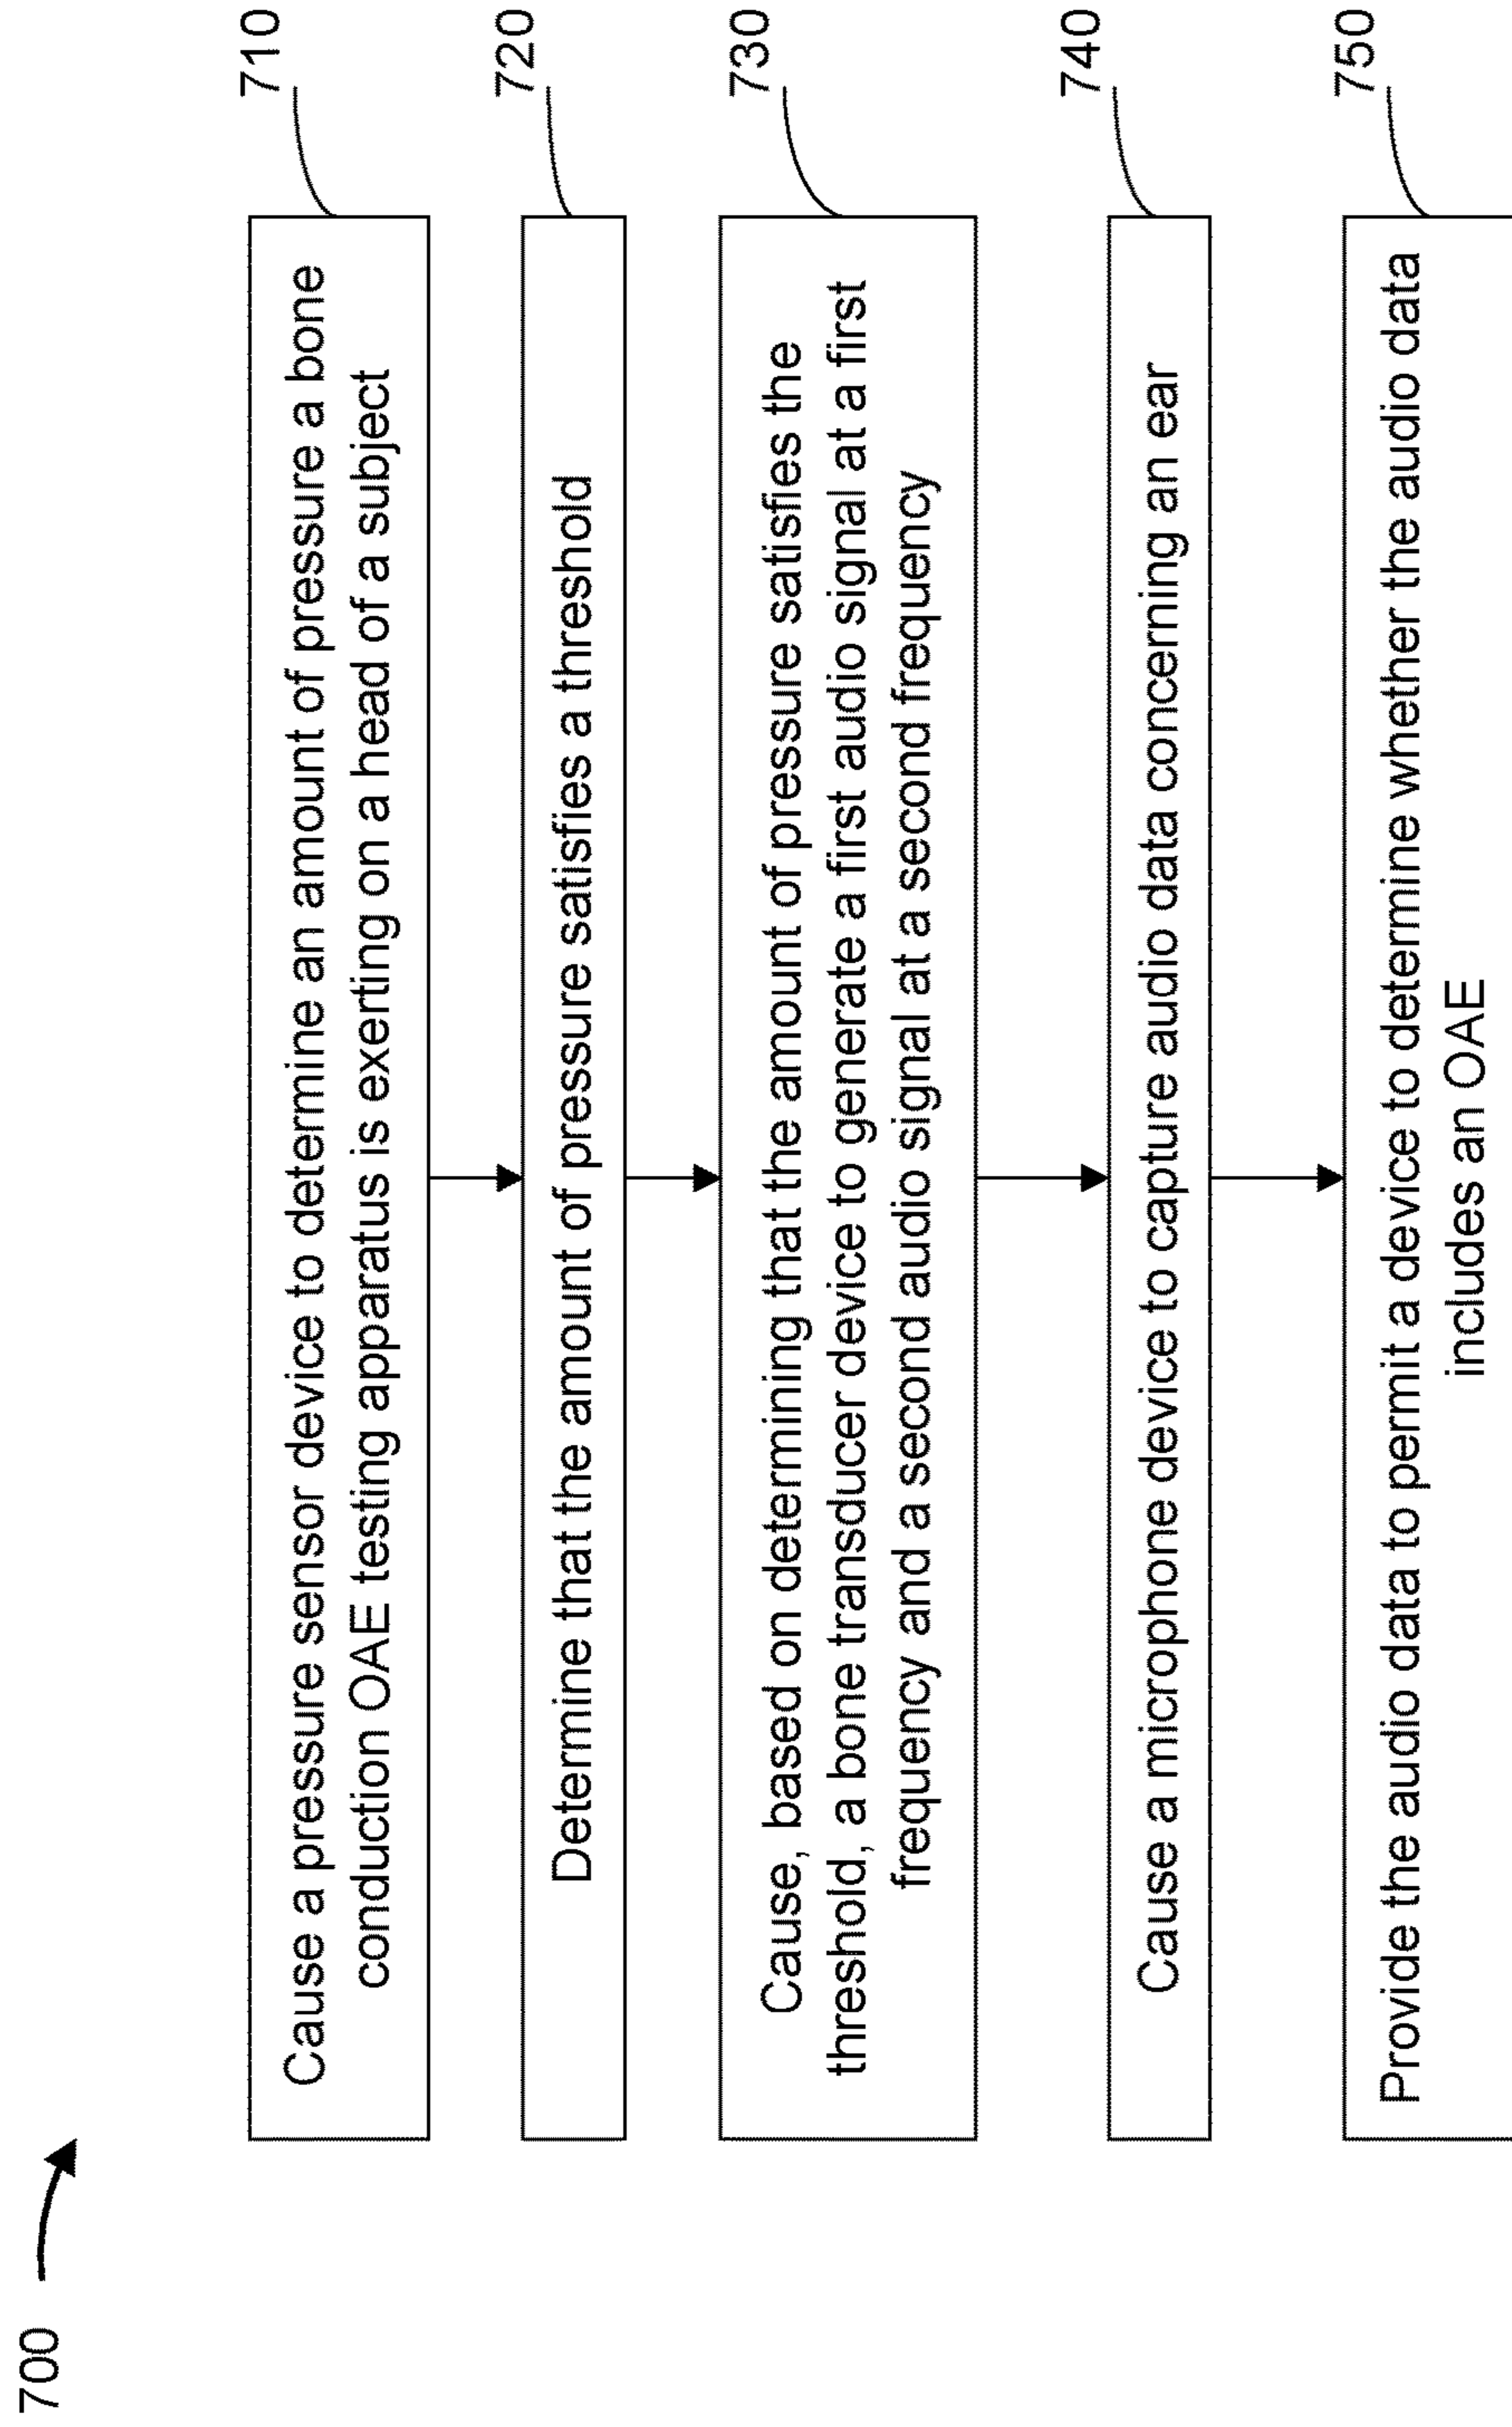 700
710
Cause a pressure sensor device to determine an amount of pressure a bone
conduction OAE testing apparatus is exerting on a head of a subject
720
Determine that the amount of pressure satisfies a threshold
730
Cause, based on determining that the amount of pressure satisfies the
threshold, a bone transducer device to generate a first audio signal at a first
frequency and a second audio signal at a second frequency
740
Cause a microphone device to capture audio data concerning an ear
750
Provide the audio data to permit a device to determine whether the audio data
includes an OAE